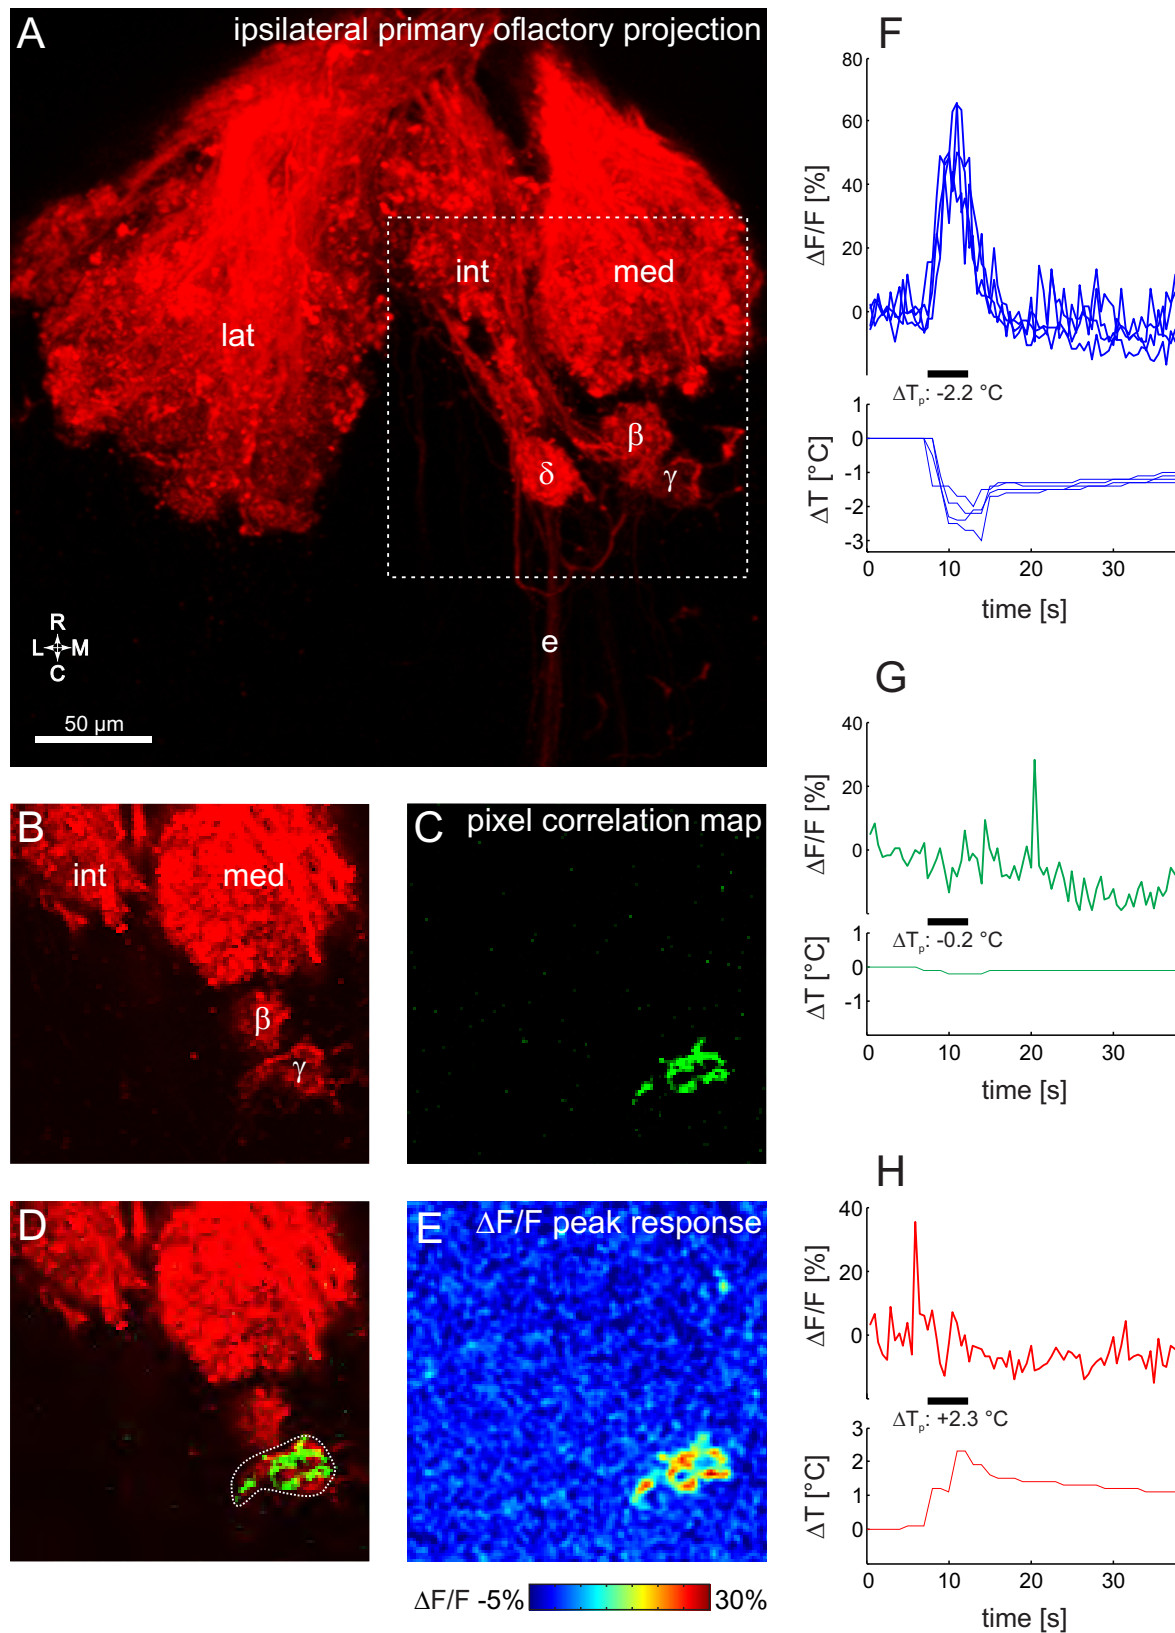 A
ipsilateral primary oflactory projection
int
med
lat
β
δ
γ
e
R
L M
C
50 µm
B
int
med
β
γ
C
pixel correlation map
D
E
ΔF/F peak response
ΔF/F -5%
30%
F
80
60
40
20
0
ΔF/F [%]
ΔTp: -2.2 °C
1
0
-1
-2
-3
ΔT [°C]
0 10 20 30
time [s]
G
40
20
0
ΔF/F [%]
ΔTp: -0.2 °C
1
0
-1
ΔT [°C]
0 10 20 30
time [s]
H
40
20
0
ΔF/F [%]
ΔTp: +2.3 °C
3
2
1
0
ΔT [°C]
0 10 20 30
time [s]